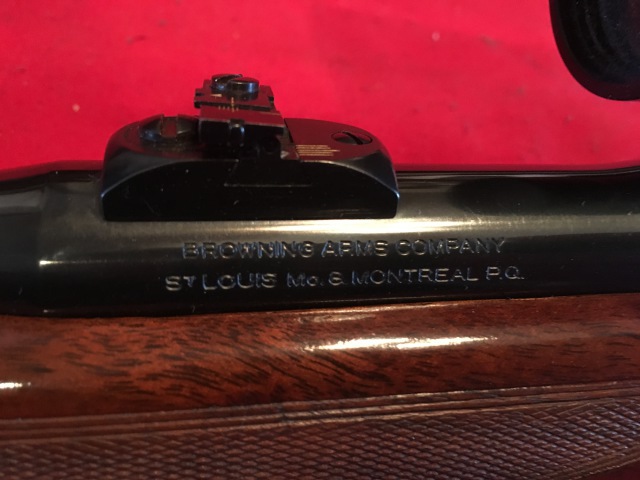 BROWNING ARMS COMPANY
ST LOUIS Mo. & MONTREAL P.Q.